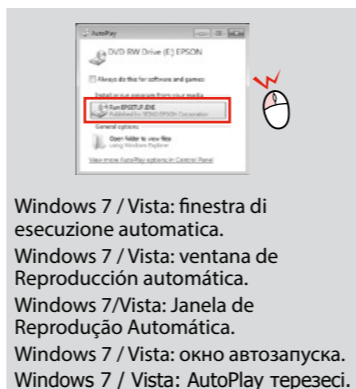 AutoPlay
DVD RW Drive (E:) EPSON
Always do this for software and games
Install or run program from your media
Run EPSETUP.EXE
Published by SEIKO EPSON Corporation
General options
Open folder to view files
using Windows Explorer
View more AutoPlay options in Control Panel
Windows 7 / Vista: finestra di
esecuzione automatica.
Windows 7 / Vista: ventana de
Reproducción automática.
Windows 7/Vista: Janela de
Reprodução Automática.
Windows 7 / Vista: окно автозапуска.
Windows 7 / Vista: AutoPlay терезесі.